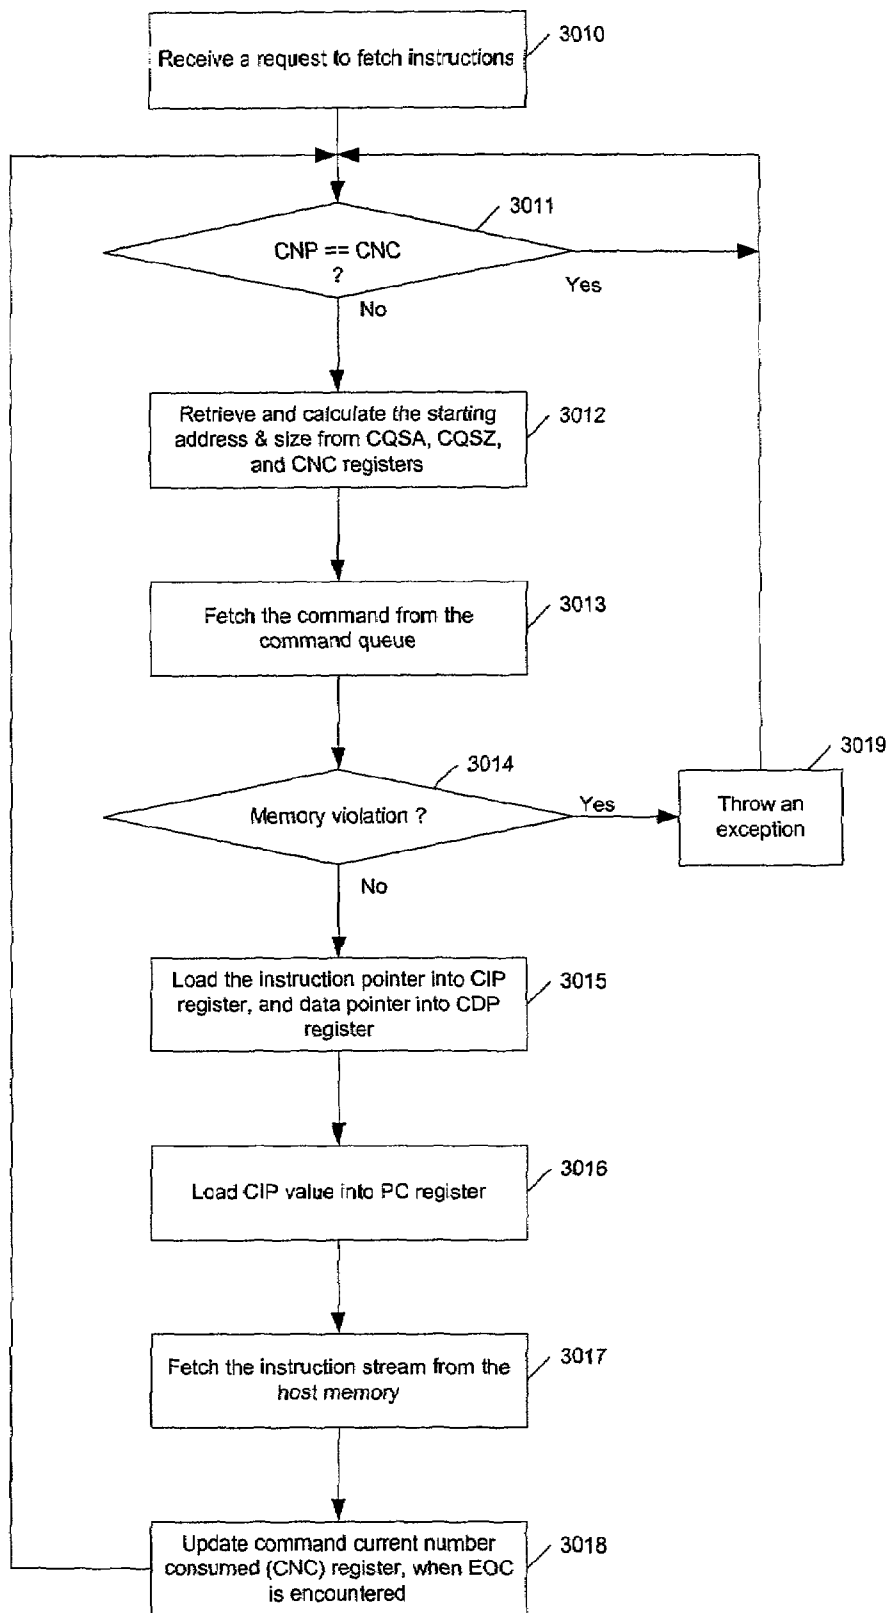 Receive a request to fetch instructions
3010
3011
CNP == CNC
?
Yes
No
Retrieve and calculate the starting
address & size from CQSA, CQSZ,
and CNC registers
3012
Fetch the command from the
command queue
3013
3014
Memory violation ?
Yes
No
3019
Throw an
exception
Load the instruction pointer into CIP
register, and data pointer into CDP
register
3015
Load CIP value into PC register
3016
Fetch the instruction stream from the
host memory
3017
Update command current number
consumed (CNC) register, when EOC
is encountered
3018